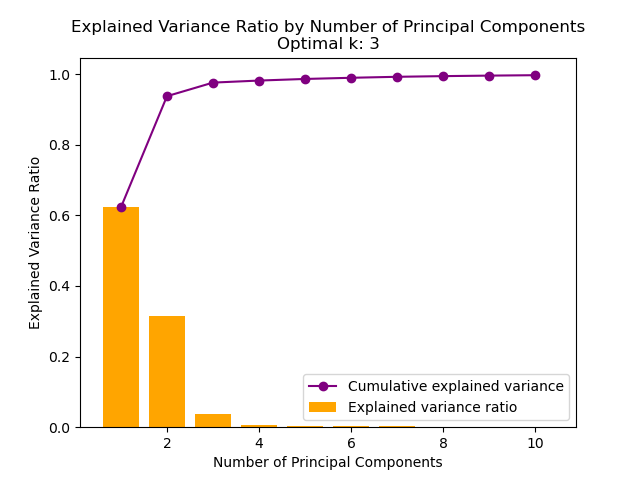 Explained Variance Ratio by Number of Principal Components
Optimal k: 3
Explained Variance Ratio
1.0
0.8
0.6
0.4
0.2
0.0
Cumulative explained variance
Explained variance ratio
2 4 6 8 10
Number of Principal Components